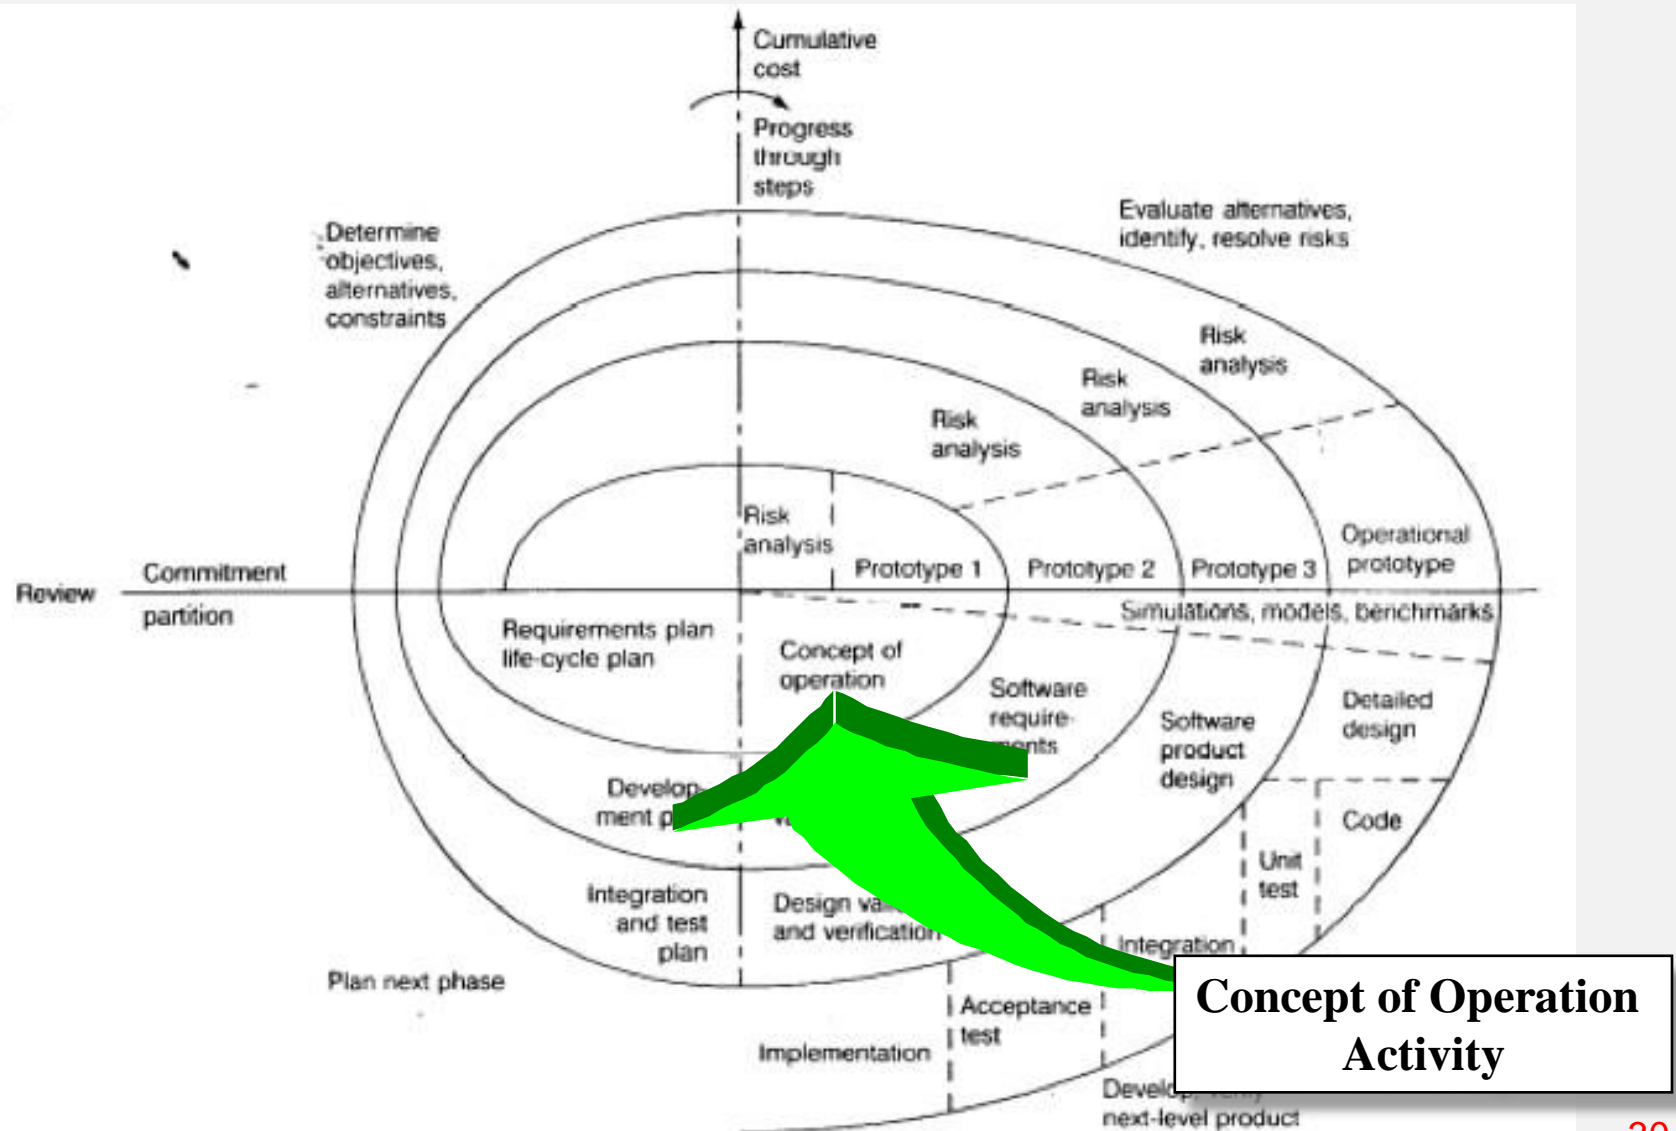 Cumulative
cost
Progress
through
steps
Evaluate alternatives,
identify, resolve risks
Determine
objectives,
alternatives,
constraints
Risk
analysis
Risk
analysis
Risk
analysis
Risk
analysis
Operational
prototype
Prototype 1
Prototype 2
Prototype 3
Review
Commitment
partition
Simulations, models, benchmarks
Requirements plan
life-cycle plan
Concept of
operation
Software
require-
Software
product
design
Detailed
design
Develop-
ment
Code
Unit
test
Integration
and test
plan
Design
and verification
Integration
Plan next phase
Acceptance
test
Implementation
next-level product
Concept of Operation
Activity